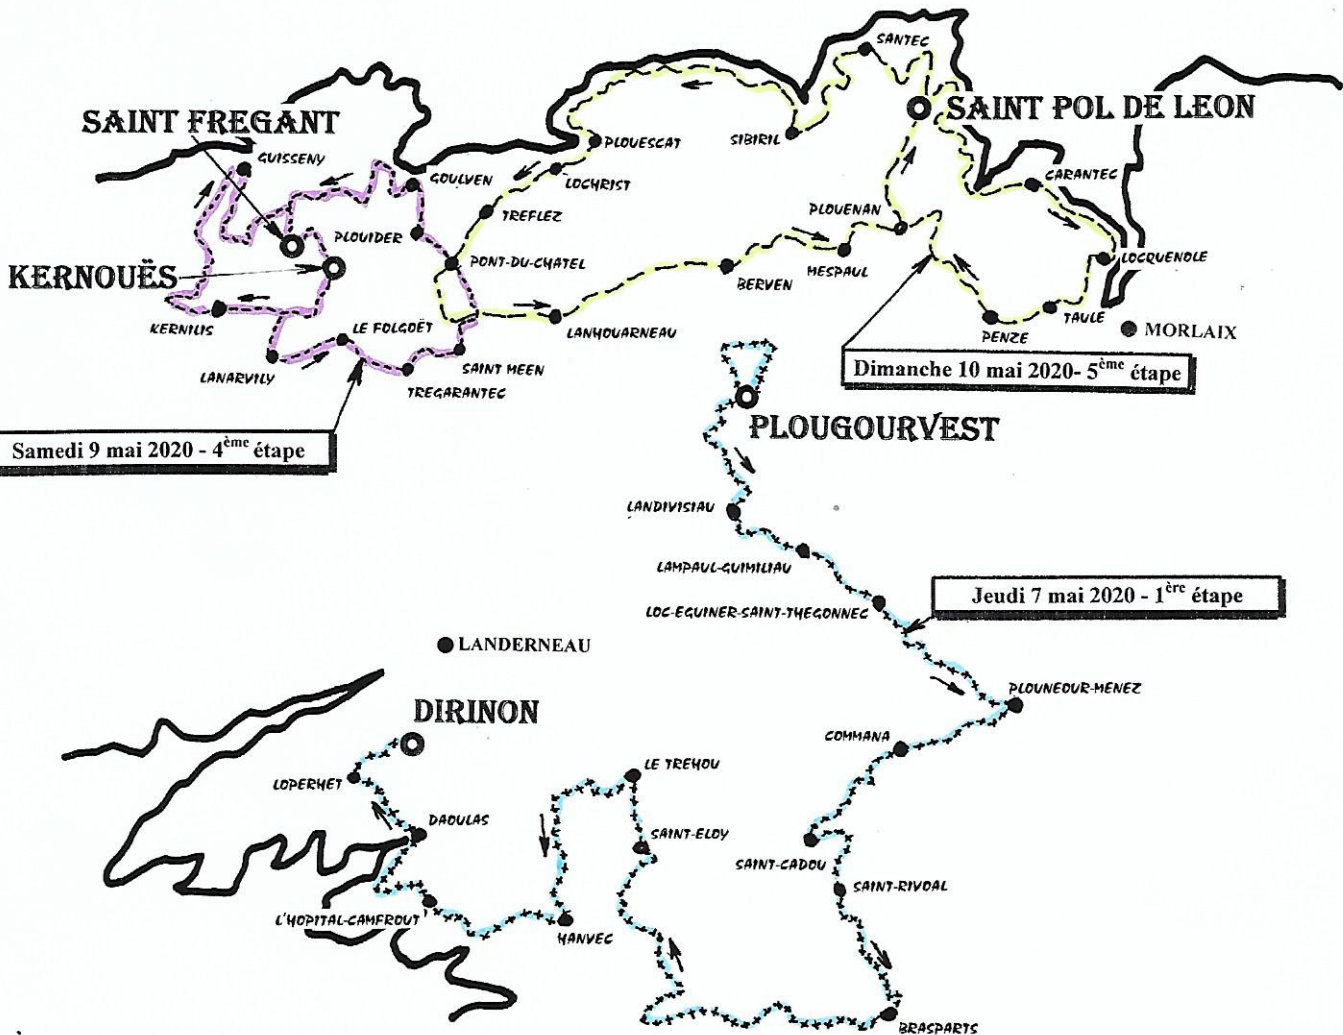 SANTEC
SAINT FREGANT
SAINT POL DE LEON
PLOUESCAT
SIBIRIL
GUISSENY
GOULVEN
LOCHRIST
CARANTEC
TREFLEZ
PLOUENAN
PLOUIDER
KERNOUËS
PONT-DU-CHATEL
MESPAUL
LOCQUENOLE
BERVEN
KERNILIS
LE FOLGOËT
LANHOUARNEAU
PENZE
TAULE
MORLAIX
LANARVILY
SAINT MEEN
TREGARANTEC
Dimanche 10 mai 2020- 5ème étape
PLOUGOURVEST
Samedi 9 mai 2020 - 4ème étape
LANDIVISIAU
LAMPAUL-GUIMILIAU
Jeudi 7 mai 2020 - 1ère étape
LOC-EGUINER-SAINT-THEGONNEC
LANDERNEAU
PLOUNEOUR-MENEZ
DIRINON
COMMANA
LE TREHOU
LOPERHET
DAOULAS
SAINT-ELOY
SAINT-CADOU
SAINT-RIVOAL
L'HOPITAL-CAMFROUT
HANVEC
BRASPARTS